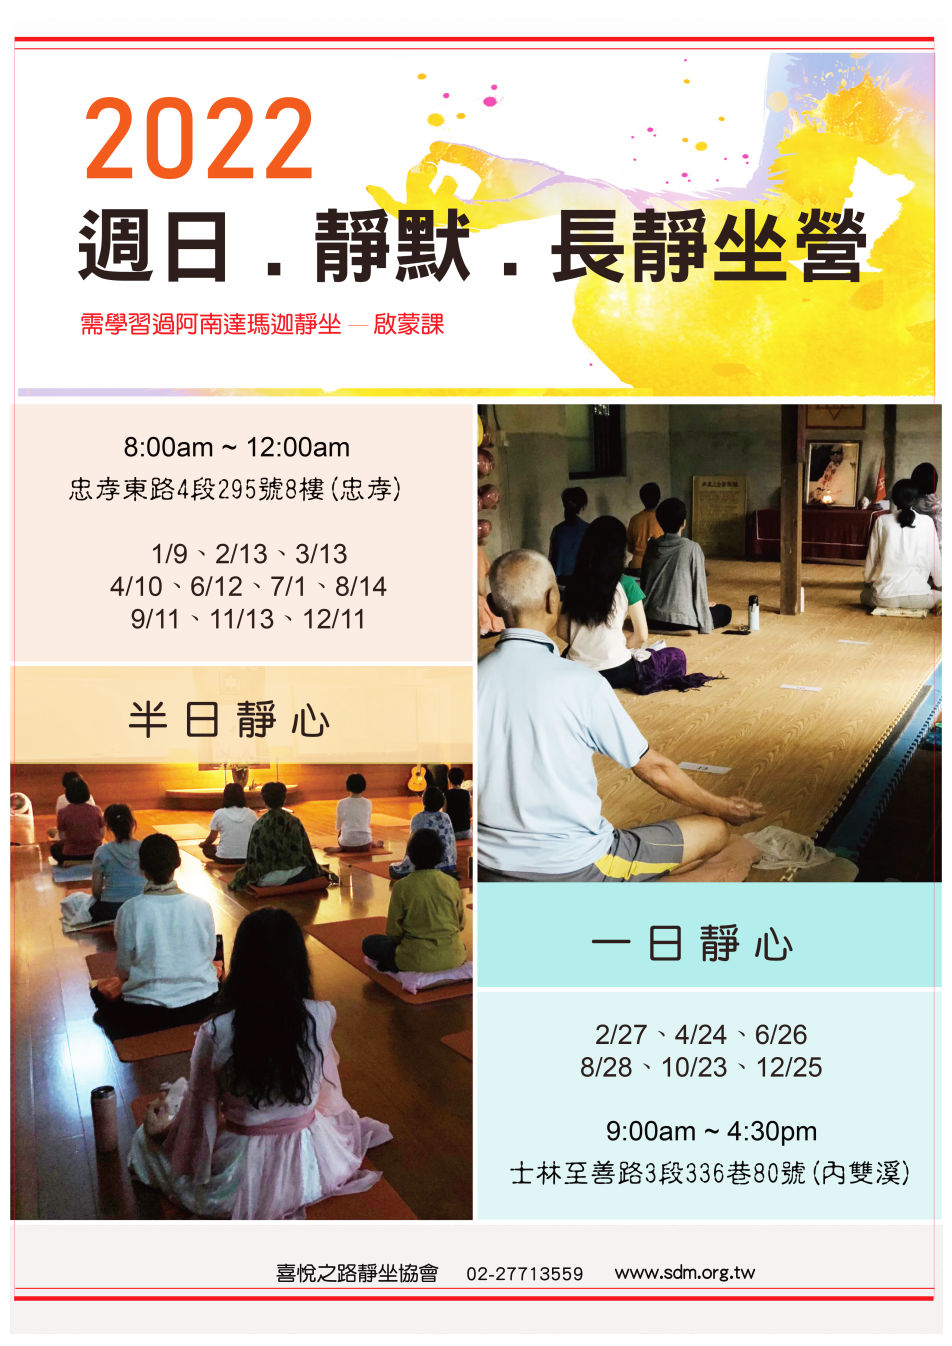 2022
週日．靜默．長靜坐營
需學習過阿南達瑪迦靜坐 — 啟蒙課
8:00am ~ 12:00am
忠孝東路4段295號8樓(忠孝)
1/9、2/13、3/13
4/10、6/12、7/1、8/14
9/11、11/13、12/11
半日靜心
一日靜心
2/27、4/24、6/26
8/28、10/23、12/25
9:00am ~ 4:30pm
士林至善路3段336巷80號(內雙溪)
喜悅之路靜坐協會 02-27713559 www.sdm.org.tw